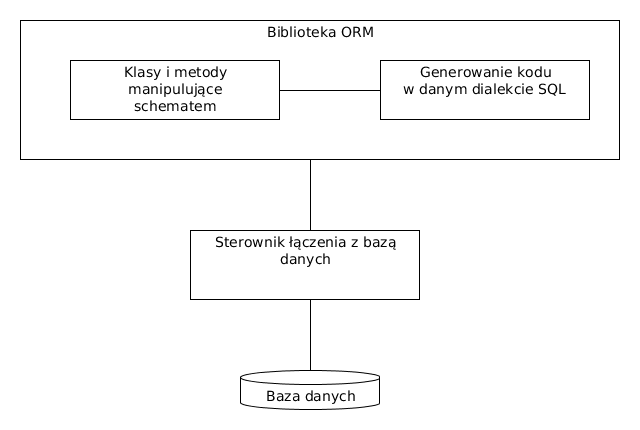 Biblioteka ORM
Klasy i metody
manipulujące
schematem
Generowanie kodu
w danym dialekcie SQL
Sterownik łączenia z bazą
danych
Baza danych